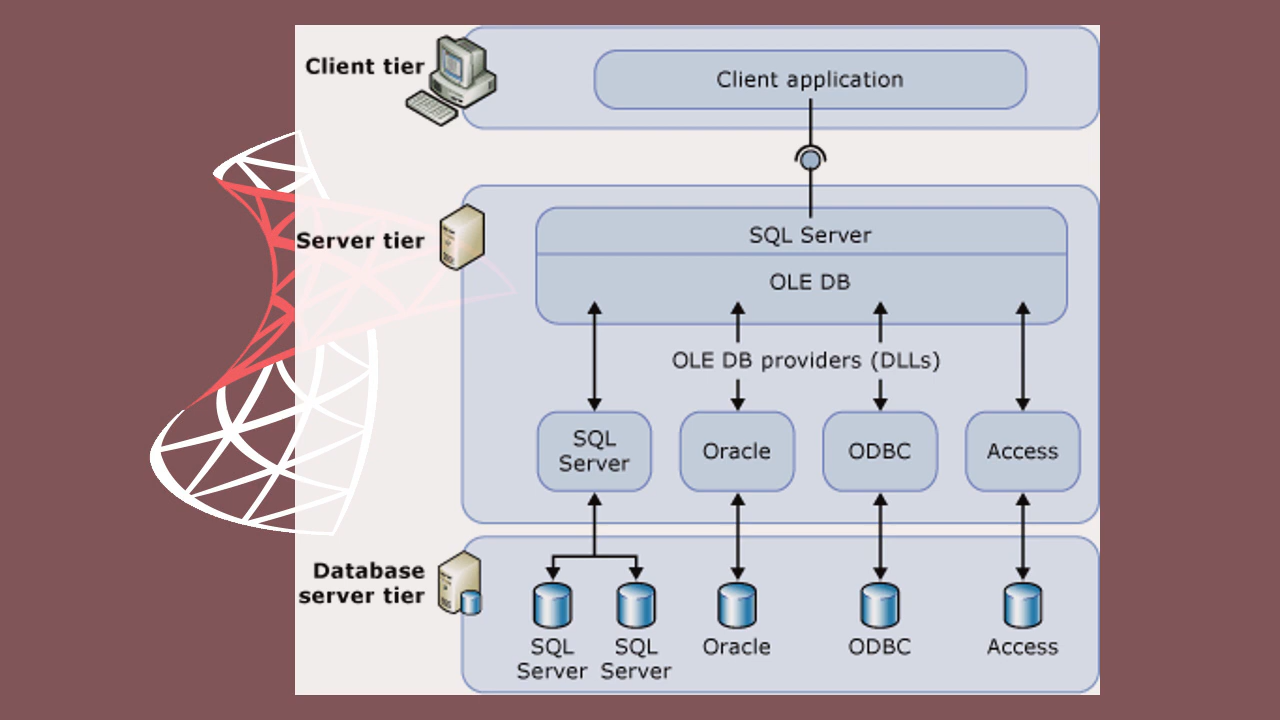 Client tier
Client application
Server tier
SQL Server
OLE DB
OLE DB providers (DLLs)
SQL
Server
Oracle
ODBC
Access
Database
server tier
SQL
Server
SQL
Server
Oracle
ODBC
Access